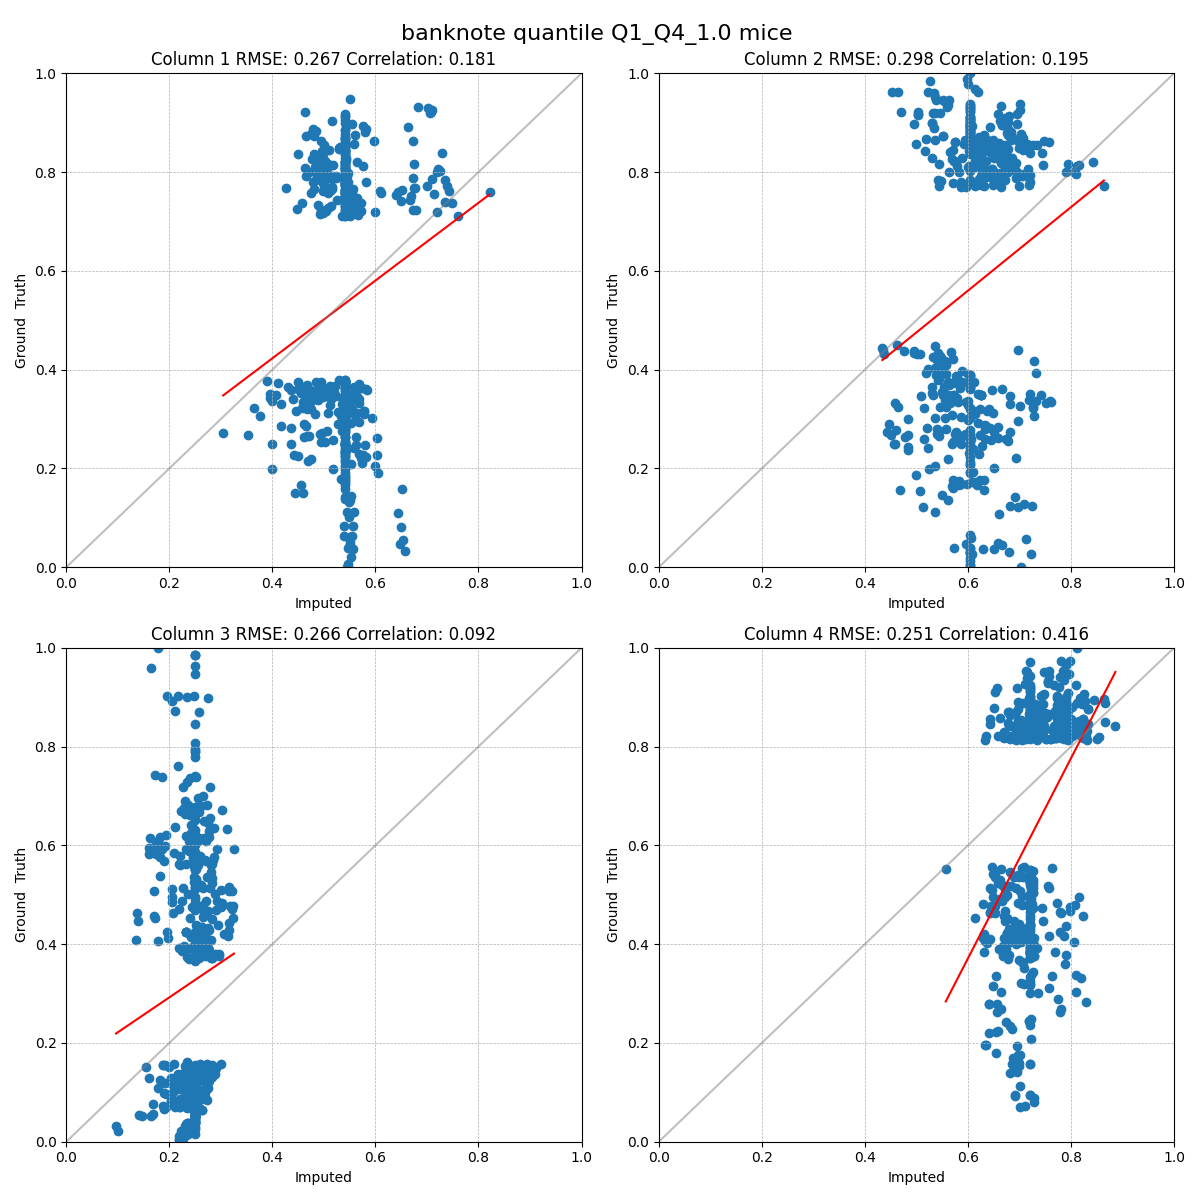 banknote quantile Q1_Q4_1.0 mice
Column 1 RMSE: 0.267 Correlation: 0.181
1.0
0.8
0.6
0.4
0.2
0.0
Ground Truth
0.0 0.2 0.4 0.6 0.8 1.0
Imputed
Column 2 RMSE: 0.298 Correlation: 0.195
1.0
0.8
0.6
0.4
0.2
0.0
Ground Truth
0.0 0.2 0.4 0.6 0.8 1.0
Imputed
Column 3 RMSE: 0.266 Correlation: 0.092
1.0
0.8
0.6
0.4
0.2
0.0
Ground Truth
0.0 0.2 0.4 0.6 0.8 1.0
Imputed
Column 4 RMSE: 0.251 Correlation: 0.416
1.0
0.8
0.6
0.4
0.2
0.0
Ground Truth
0.0 0.2 0.4 0.6 0.8 1.0
Imputed